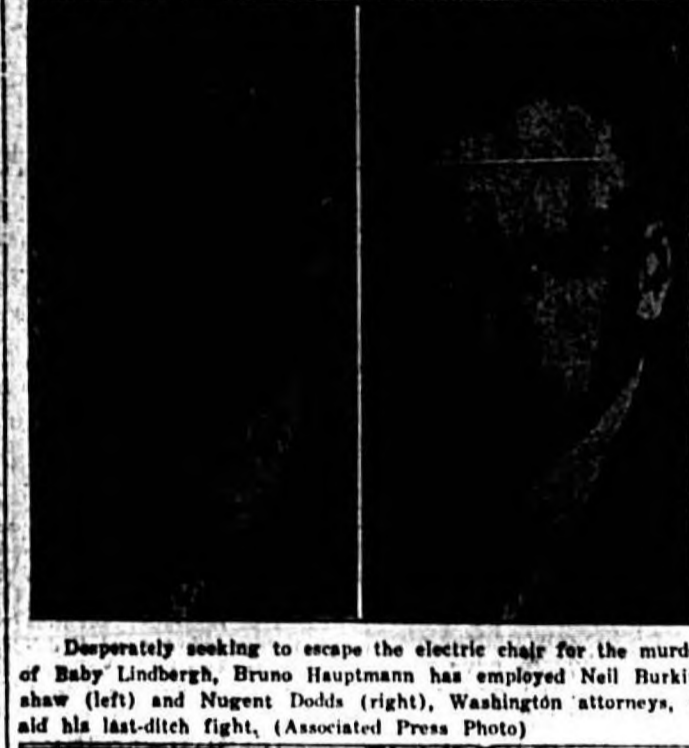 Desperately seeking to escape the electric chair for the murd
of Baby Lindbergh, Bruno Hauptmann has employed Neil Burki
shaw (left) and Nugent Dodds (right), Washington attorneys,
aid his last-ditch fight, (Associated Press Photo)